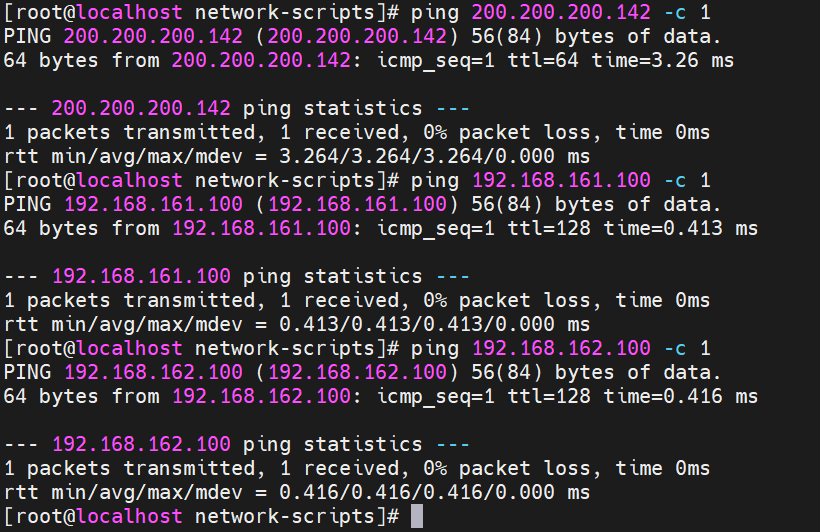 [root@localhost network-scripts]# ping 200.200.200.142 -c 1
PING 200.200.200.142 (200.200.200.142) 56(84) bytes of data.
64 bytes from 200.200.200.142: icmp_seq=1 ttl=64 time=3.26 ms
--- 200.200.200.142 ping statistics ---
1 packets transmitted, 1 received, 0% packet loss, time 0ms
rtt min/avg/max/mdev = 3.264/3.264/3.264/0.000 ms
[root@localhost network-scripts]# ping 192.168.161.100 -c 1
PING 192.168.161.100 (192.168.161.100) 56(84) bytes of data.
64 bytes from 192.168.161.100: icmp_seq=1 ttl=128 time=0.413 ms
--- 192.168.161.100 ping statistics ---
1 packets transmitted, 1 received, 0% packet loss, time 0ms
rtt min/avg/max/mdev = 0.413/0.413/0.413/0.000 ms
[root@localhost network-scripts]# ping 192.168.162.100 -c 1
PING 192.168.162.100 (192.168.162.100) 56(84) bytes of data.
64 bytes from 192.168.162.100: icmp_seq=1 ttl=128 time=0.416 ms
--- 192.168.162.100 ping statistics ---
1 packets transmitted, 1 received, 0% packet loss, time 0ms
rtt min/avg/max/mdev = 0.416/0.416/0.416/0.000 ms
[root@localhost network-scripts]#